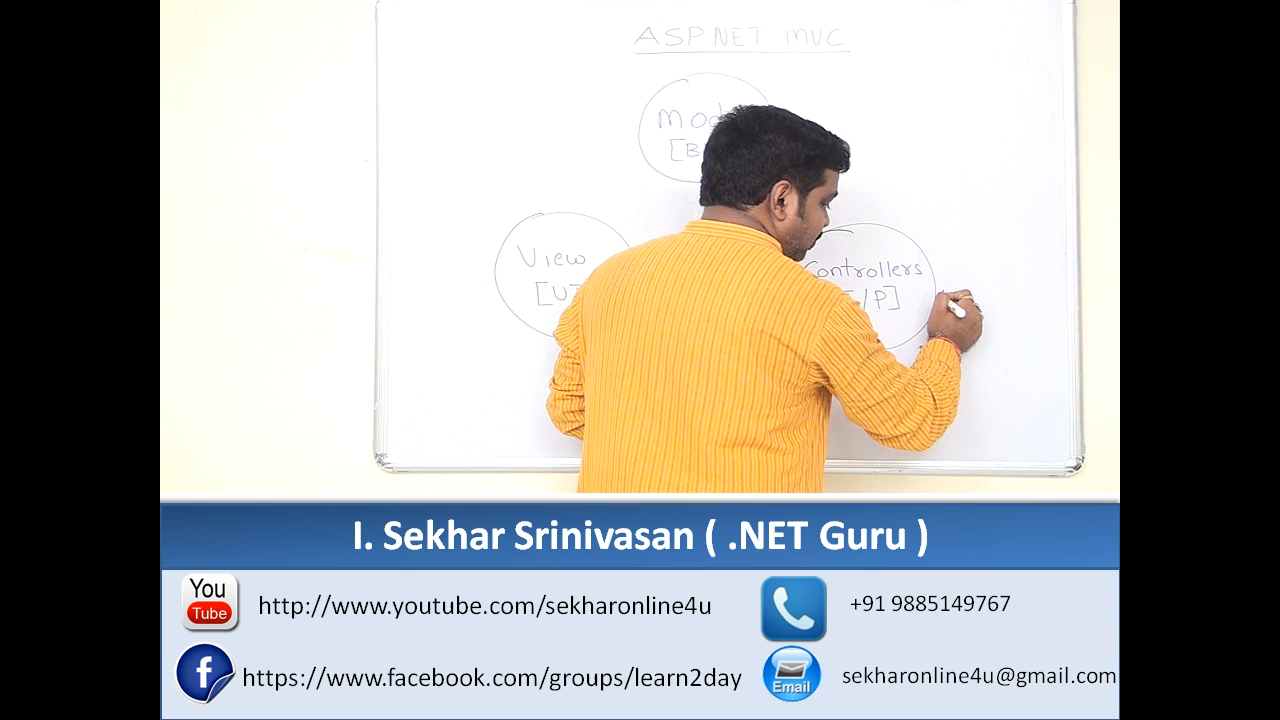 ASP.NET MVC
View
[U
Controllers
/P]
I. Sekhar Srinivasan ( .NET Guru )
You
Tube
http://www.youtube.com/sekharonline4u
+91 9885149767
f
https://www.facebook.com/groups/learn2day
Email
sekharonline4u@gmail.com